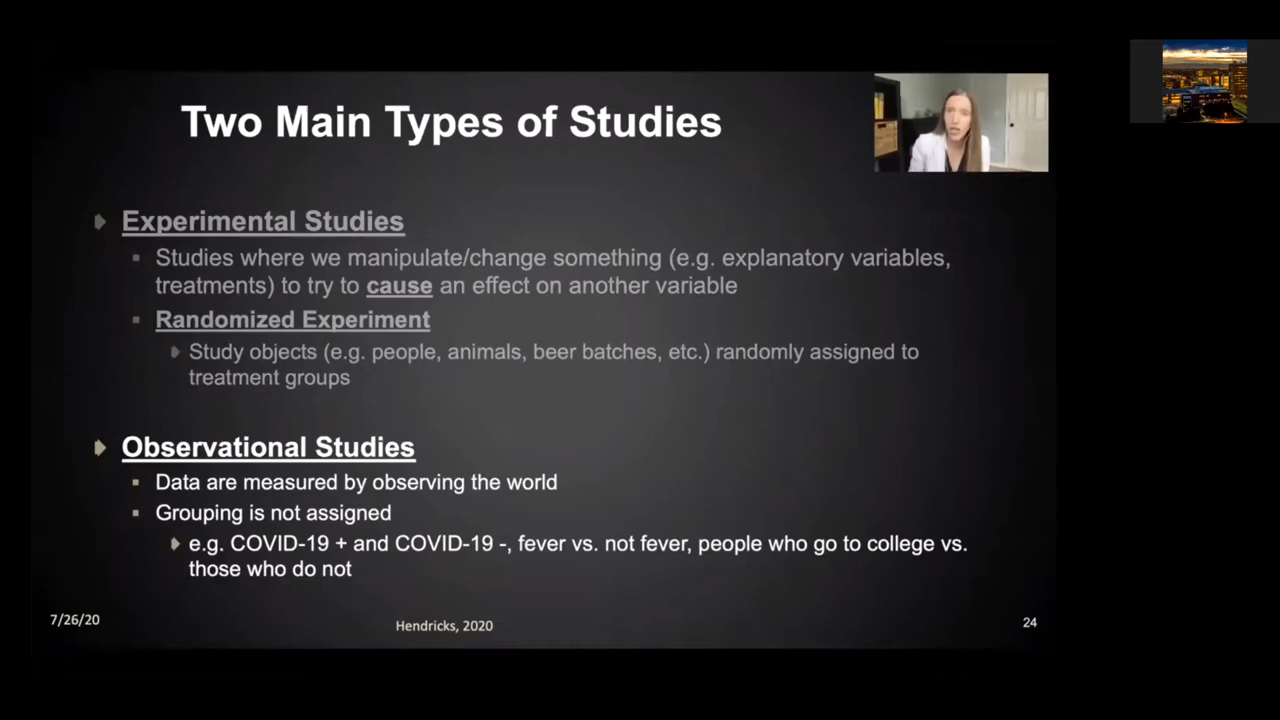 Two Main Types of Studies
Experimental Studies
Studies where we manipulate/change something (e.g. explanatory variables,
treatments) to try to cause an effect on another variable
Randomized Experiment
Study objects (e.g. people, animals, beer batches, etc.) randomly assigned to
treatment groups
Observational Studies
Data are measured by observing the world
Grouping is not assigned
e.g. COVID-19 + and COVID-19 -, fever vs. not fever, people who go to college vs.
those who do not
7/26/20
Hendricks, 2020
24